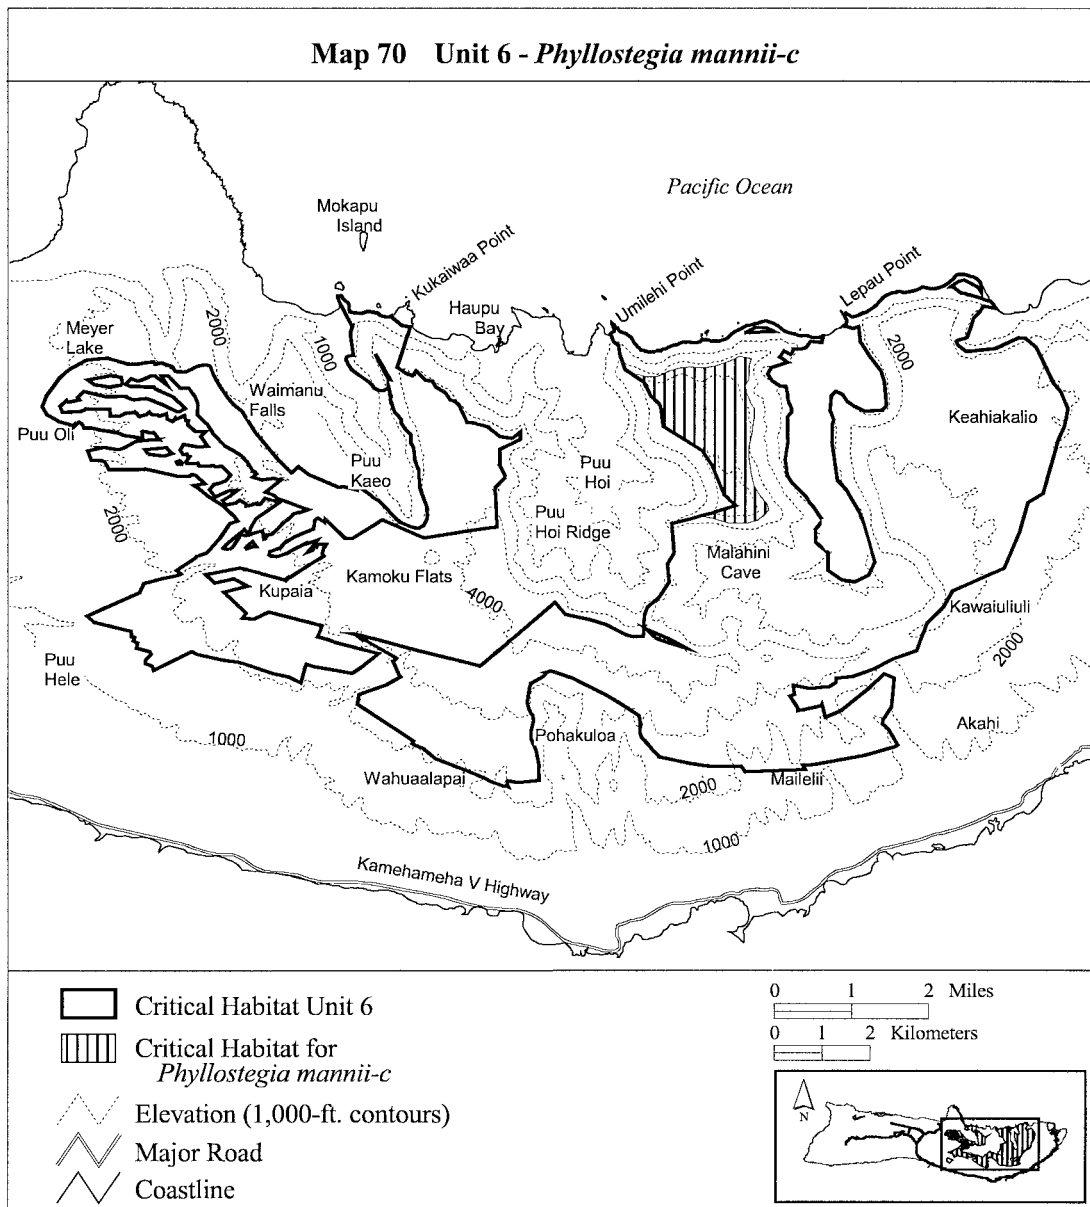 Map 70 Unit 6 - Phyllostegia mannii-c
Pacific Ocean
Mokapu
Island
Kukaiwaa Point
Haupu
Bay
Umilehi Point
Lepau Point
Meyer
Lake
2000
1000
2000
Waimanu
Falls
Keahiakalio
Puu Oli
Puu
Kaeo
Puu
Hoi
Puu
Hoi Ridge
2000
Malahini
Cave
Kamoku Flats
Kupaia
4000
Kawaiuliuli
2000
Puu
Hele
Akahi
1000
Pohakuloa
Wahuaalapai
2000
Mailelii
1000
Kamehameha V Highway
Critical Habitat Unit 6
Critical Habitat for
Phyllostegia mannii-c
Elevation (1,000-ft. contours)
Major Road
Coastline
0 1 2 Miles
0 1 2 Kilometers
N